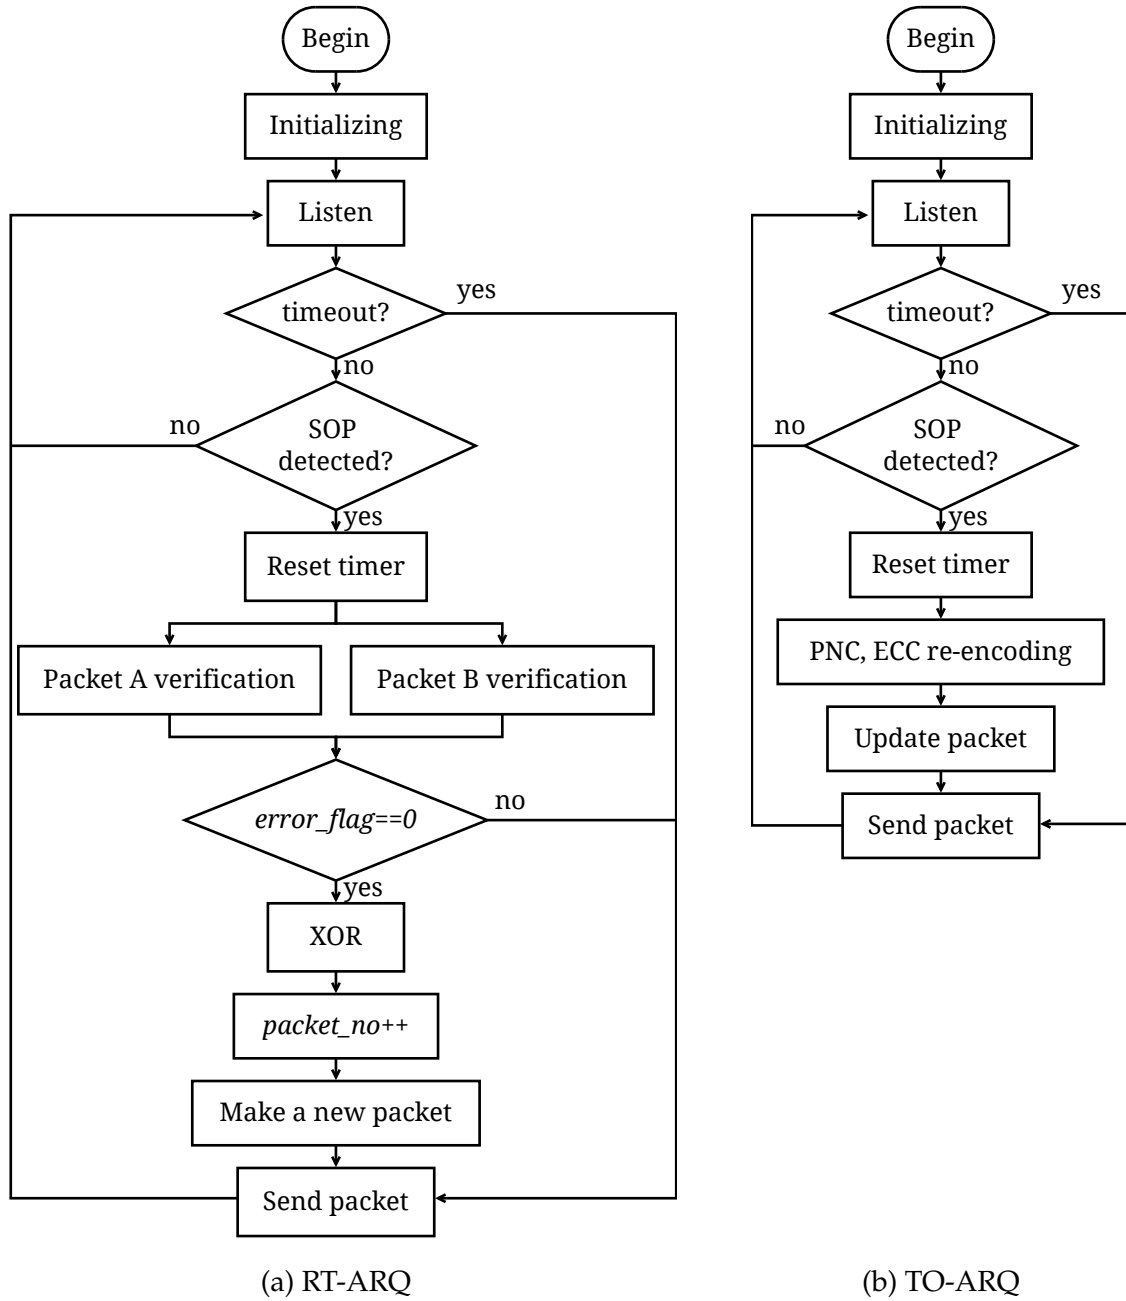 Begin
Initializing
Listen
timeout?
yes
no
SOP
detected?
no
yes
Reset timer
Packet A verification
Packet B verification
error_flag==0
no
yes
XOR
packet_no++
Make a new packet
Send packet
(a) RT-ARQ
Begin
Initializing
Listen
timeout?
yes
no
SOP
detected?
no
yes
Reset timer
PNC, ECC re-encoding
Update packet
Send packet
(b) TO-ARQ